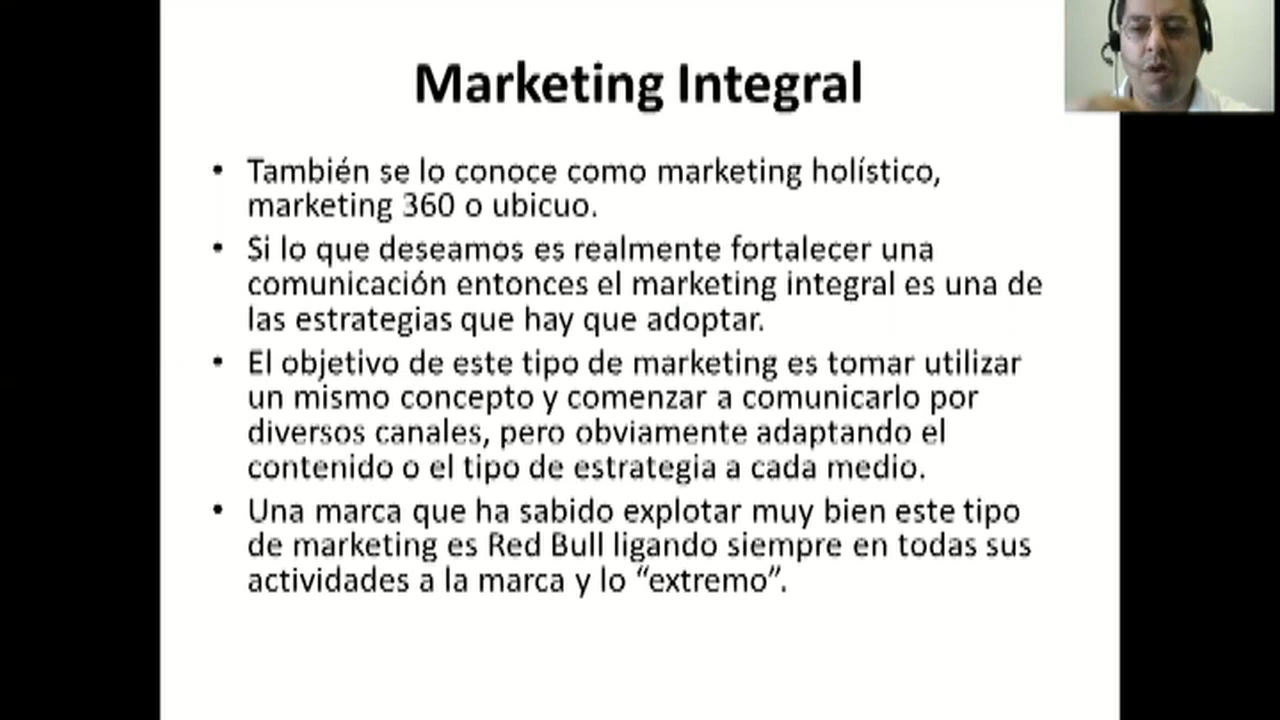 Marketing Integral
• También se lo conoce como marketing holístico,
marketing 360 o ubicuo.
• Si lo que deseamos es realmente fortalecer una
comunicación entonces el marketing integral es una de
las estrategias que hay que adoptar.
• El objetivo de este tipo de marketing es tomar utilizar
un mismo concepto y comenzar a comunicarlo por
diversos canales, pero obviamente adaptando el
contenido o el tipo de estrategia a cada medio.
• Una marca que ha sabido explotar muy bien este tipo
de marketing es Red Bull ligando siempre en todas sus
actividades a la marca y lo “extremo”.